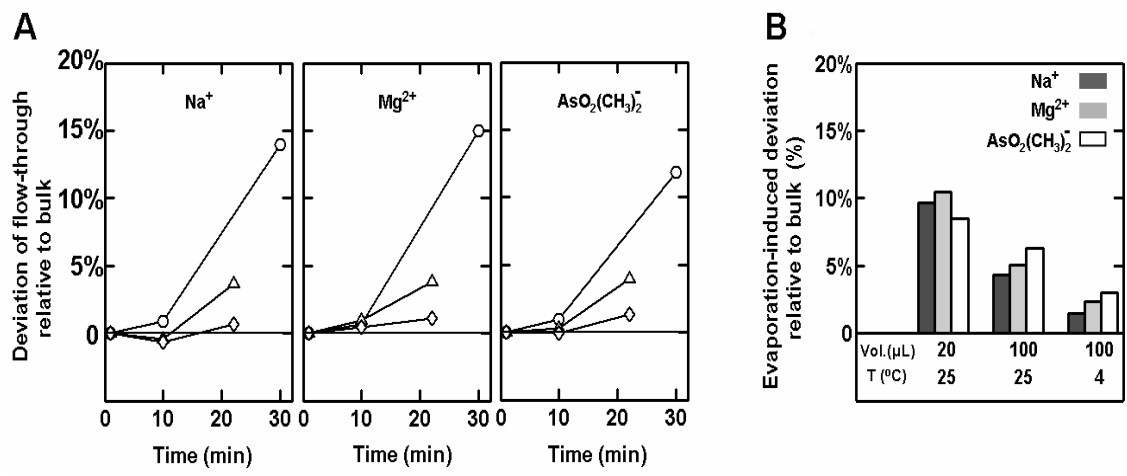 A
B
Deviation of flow-through
relative to bulk
20%
15%
10%
5%
0
Na⁺
Mg²⁺
AsO₂(CH₃)₂⁻
0 10 20 30
0 10 20 30
0 10 20 30
Time (min)
Time (min)
Time (min)
Evaporation-induced deviation
relative to bulk (%)
20%
15%
10%
5%
0
Na⁺
Mg²⁺
AsO₂(CH₃)₂⁻
Vol.(µL) 20 100 100
T (ºC) 25 25 4